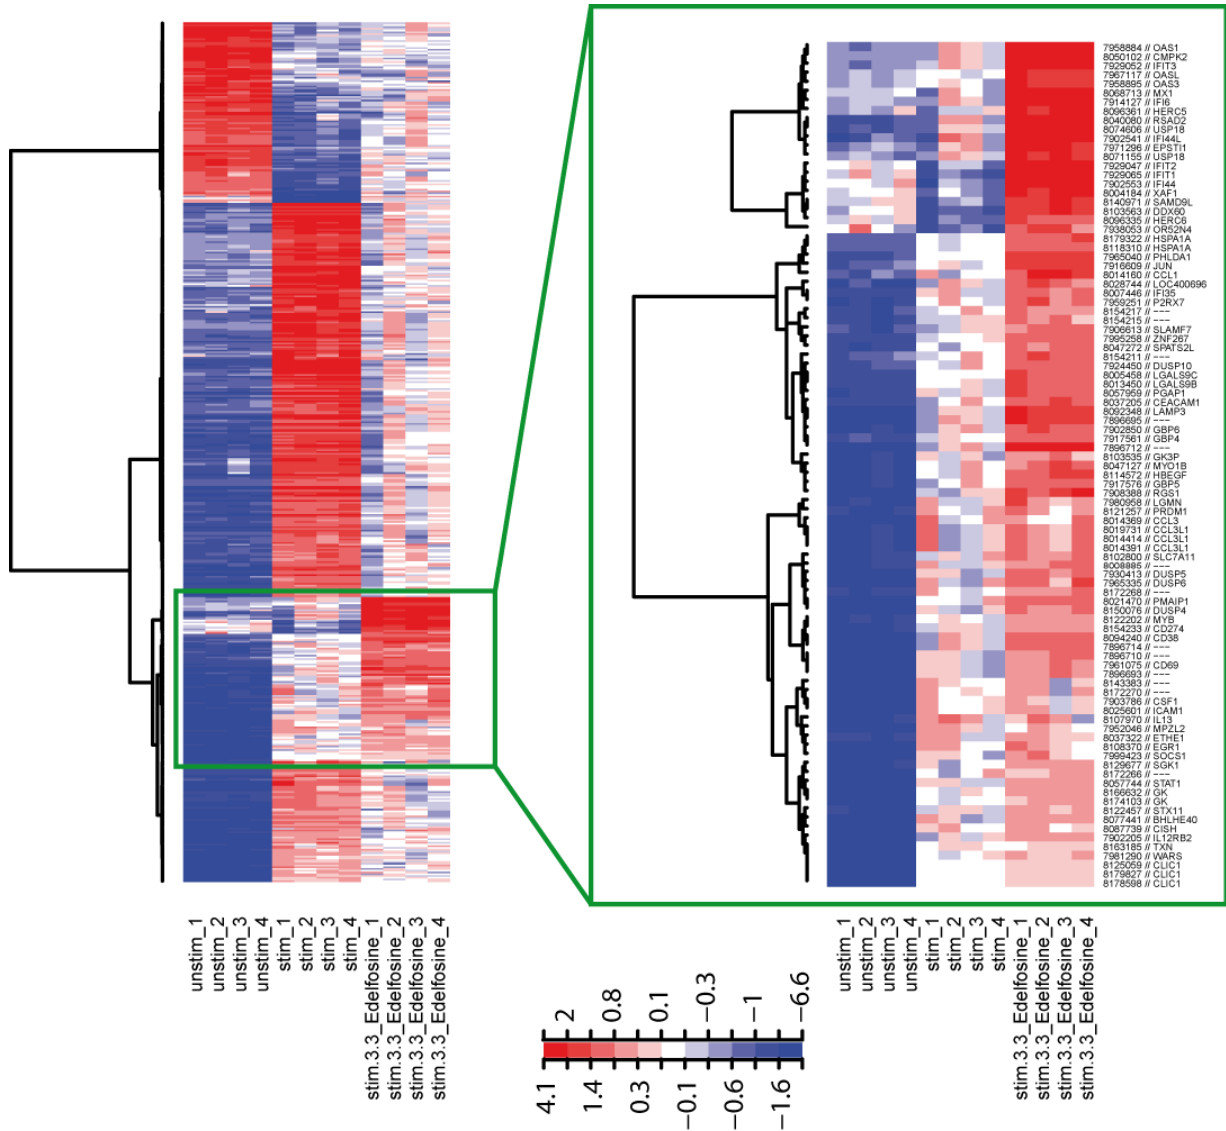 7958884 // OAS1
8050102 // CMPK2
7929052 // IFIT3
7967117 // OASL
7958895 // OAS3
8068713 // MX1
7914127 // IFI6
8096361 // HERC5
8040080 // RSAD2
8074606 // USP18
7902541 // IFI44L
7971296 // EPSTI1
8071155 // USP18
7929047 // IFIT2
7929065 // IFIT1
7902553 // IFI44
8004184 // XAF1
8140971 // SAMD9L
8103563 // DDX60
8096335 // HERC6
7938053 // OR52N4
8179322 // HSPA1A
8118310 // HSPA1A
7965040 // PHLDA1
7916609 // JUN
8014160 // CCL1
8028744 // LOC400696
8007446 // IFI35
7959251 // P2RX7
8154217 // ---
8154215 // ---
7906613 // SLAMF7
7995258 // ZNF267
8047272 // SPATS2L
8154211 // ---
7924450 // DUSP10
8005458 // LGALS9C
8013450 // LGALS9B
8057959 // PGAP1
8037205 // CEACAM1
8092348 // LAMP3
7896695 // ---
7902850 // GBP6
7917561 // GBP4
7896712 // ---
8103535 // GK3P
8047127 // MYO1B
8114572 // HBEGF
7917576 // GBP5
7908388 // RGS1
7980958 // LGMN
8121257 // PRDM1
8014369 // CCL3
8019731 // CCL3L1
8014414 // CCL3L1
8014391 // CCL3L1
8102800 // SLC7A11
8008885 // ---
7930413 // DUSP5
7965335 // DUSP6
8172268 // ---
8021470 // PMAIP1
8150076 // DUSP4
8122202 // MYB
8154233 // CD274
8094240 // CD38
7896714 // ---
7896710 // ---
7961075 // CD69
7896693 // ---
8143383 // ---
8172270 // ---
7903786 // CSF1
8025601 // ICAM1
8107970 // IL13
7952046 // MPZL2
8037322 // ETHE1
8108370 // EGR1
7999423 // SOCS1
8129677 // SGK1
8172266 // ---
8057744 // STAT1
8166632 // GK
8174103 // GK
8122457 // STX11
8077441 // BHLHE40
8087739 // CISH
7902205 // IL12RB2
8163185 // TXN
7981290 // WARS
8125059 // CLIC1
8179827 // CLIC1
8178598 // CLIC1
unstim_1
unstim_2
unstim_3
unstim_4
stim_1
stim_2
stim_3
stim_4
stim.3.3_Edelfosine_1
stim.3.3_Edelfosine_2
stim.3.3_Edelfosine_3
stim.3.3_Edelfosine_4
unstim_1
unstim_2
unstim_3
unstim_4
stim_1
stim_2
stim_3
stim_4
stim.3.3_Edelfosine_1
stim.3.3_Edelfosine_2
stim.3.3_Edelfosine_3
stim.3.3_Edelfosine_4
2
0.8
0.1
−0.3
−1
−6.6
4.1
1.4
0.3
−0.1
−0.6
−1.6